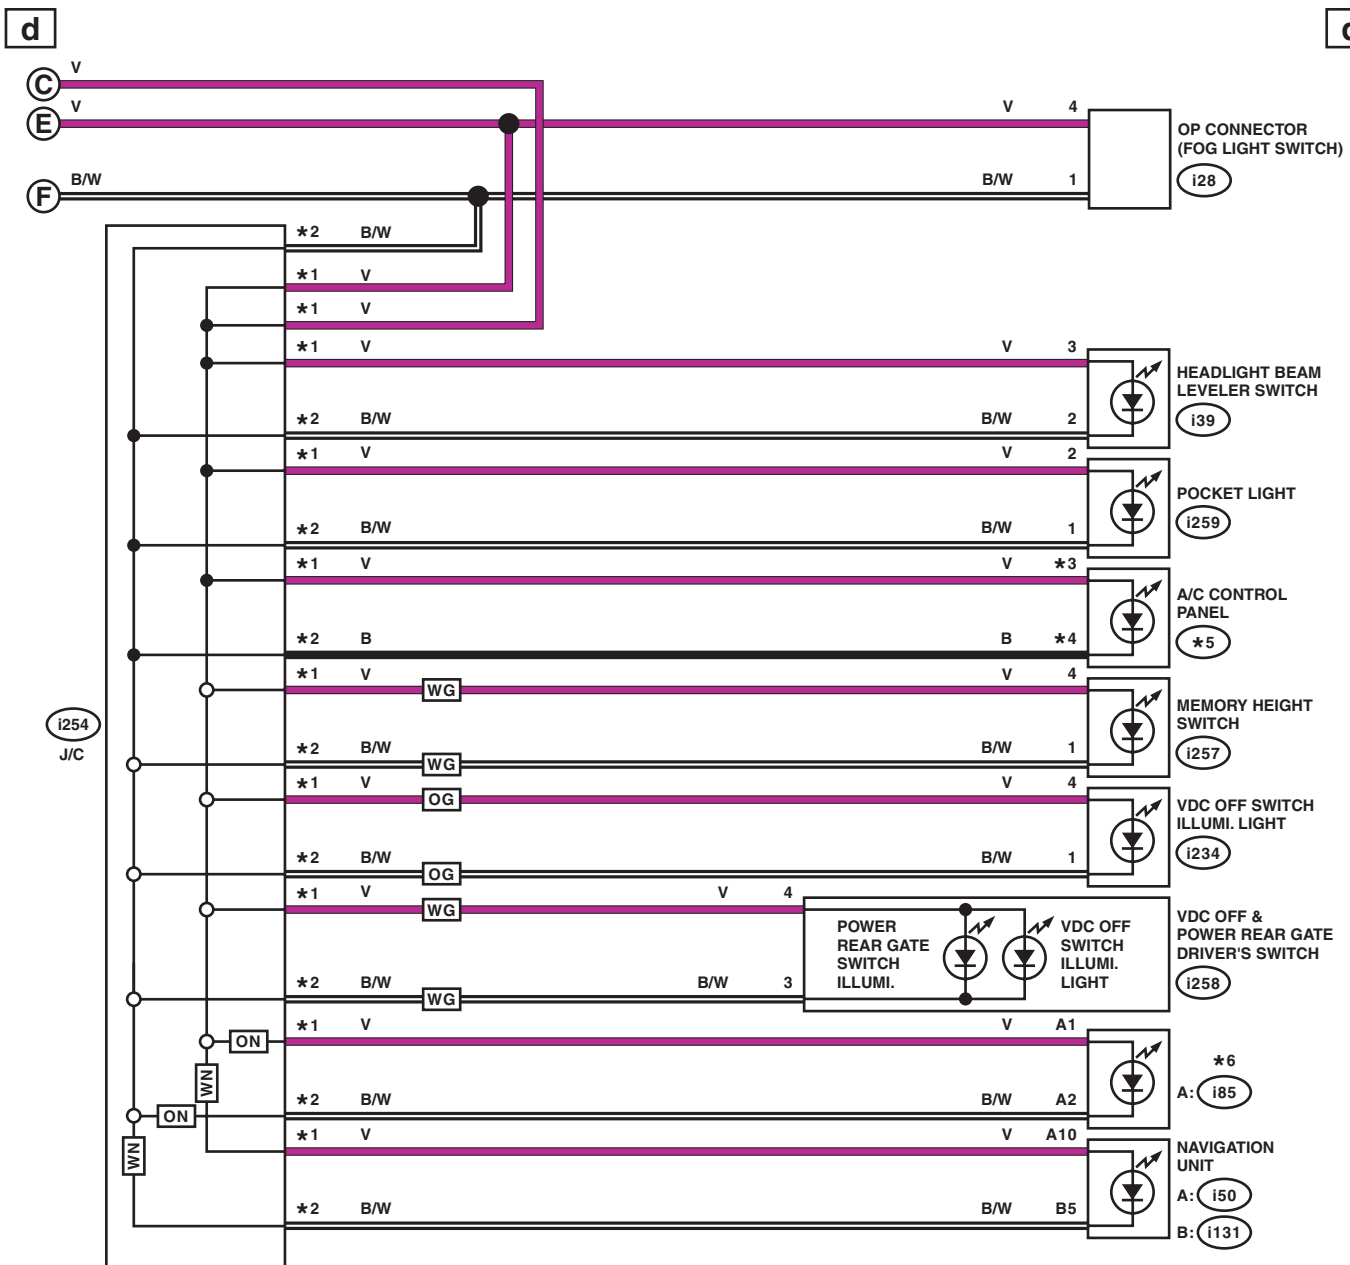 d
C V
E V V 4
OP CONNECTOR
(FOG LIGHT SWITCH)
i28
F B/W B/W 1
*2 B/W
*1 V
*1 V
*1 V V 3
HEADLIGHT BEAM
LEVELER SWITCH
i39
*2 B/W B/W 2
*1 V V 2
POCKET LIGHT
i259
*2 B/W B/W 1
*1 V V *3
A/C CONTROL
PANEL
*5
*2 B B *4
*1 V WG V 4
MEMORY HEIGHT
SWITCH
i257
i254
J/C
*2 B/W WG B/W 1
*1 V OG V 4
VDC OFF SWITCH
ILLUMI. LIGHT
i234
*2 B/W OG B/W 1
*1 V WG V 4
POWER
REAR GATE
SWITCH
ILLUMI.
VDC OFF
SWITCH
ILLUMI.
LIGHT
VDC OFF &
POWER REAR GATE
DRIVER'S SWITCH
i258
*2 B/W WG B/W 3
ON *1 V V A1
WN
*6
A: i85
ON *2 B/W B/W A2
WN
*1 V V A10
NAVIGATION
UNIT
A: i50
B: i131
*2 B/W B/W B5